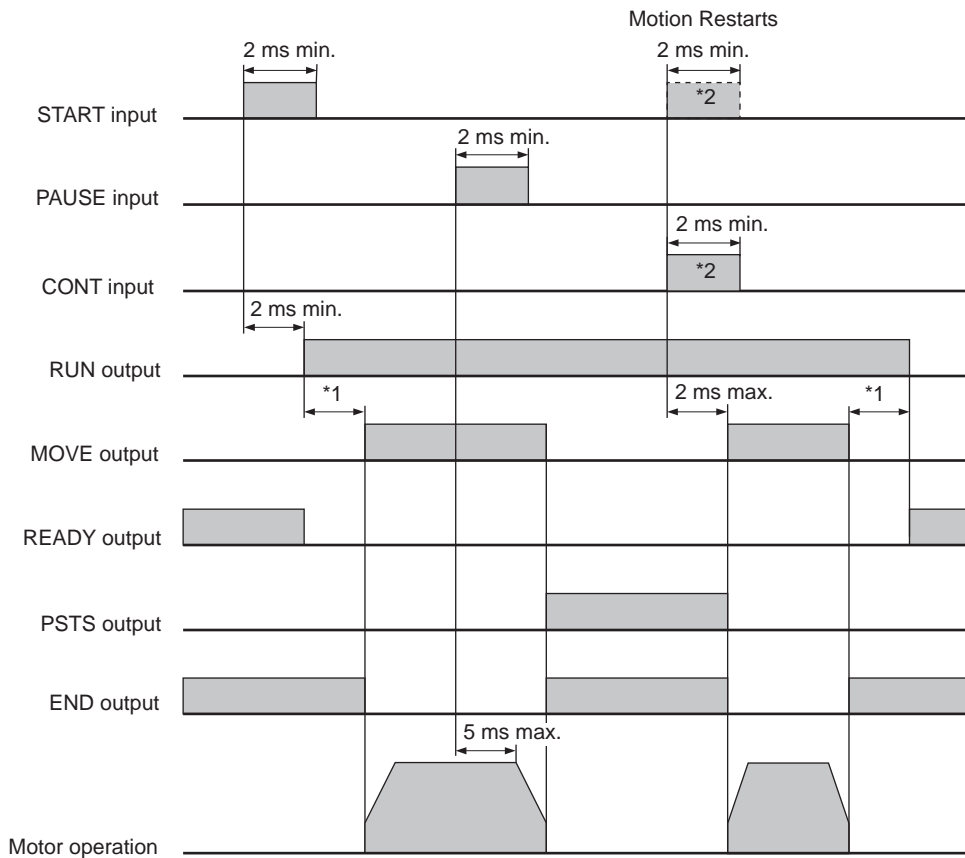 Motion Restarts
2 ms min.
2 ms min.
START input
*2
2 ms min.
PAUSE input
2 ms min.
CONT input
*2
2 ms min.
RUN output
*1
2 ms max.
*1
MOVE output
READY output
PSTS output
END output
5 ms max.
Motor operation